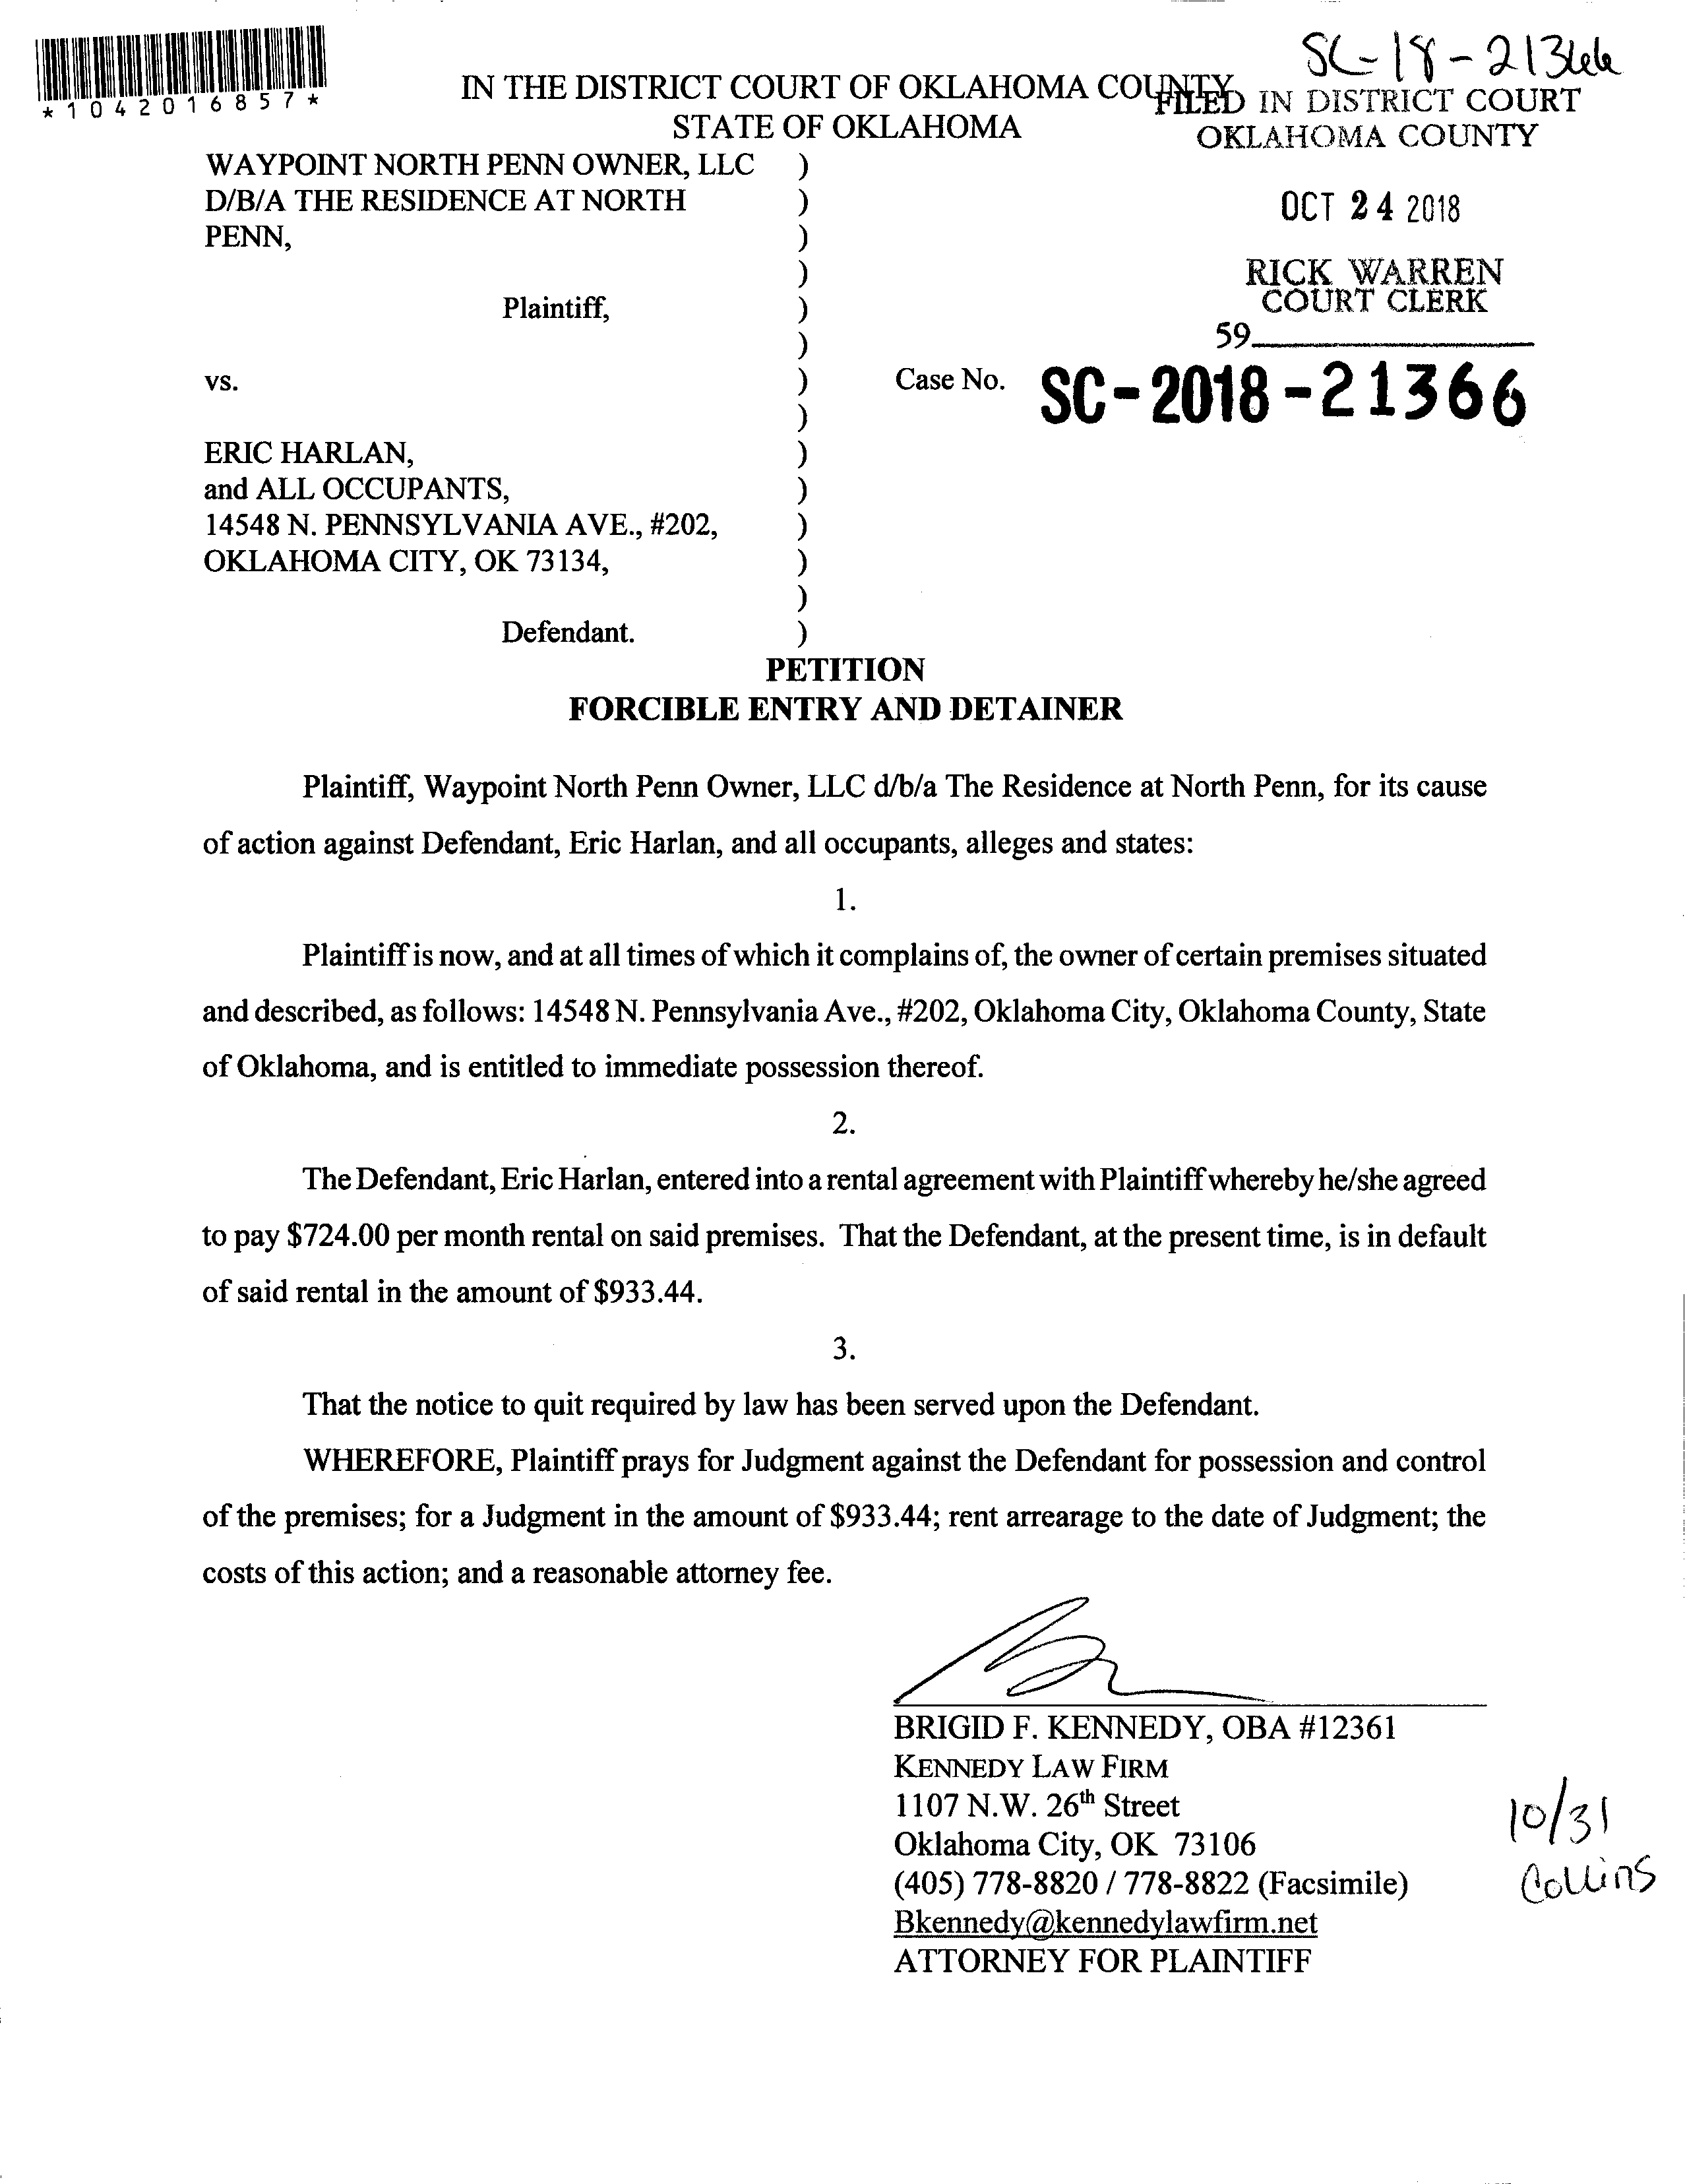 SC-18-21366
*1042016857*
IN THE DISTRICT COURT OF OKLAHOMA COUNTY
STATE OF OKLAHOMA
FILED IN DISTRICT COURT
OKLAHOMA COUNTY
OCT 24 2018
RICK WARREN
COURT CLERK
59
WAYPOINT NORTH PENN OWNER, LLC )
D/B/A THE RESIDENCE AT NORTH )
PENN, )
)
Plaintiff, )
)
vs. ) Case No. SC-2018-21366
)
ERIC HARLAN, )
and ALL OCCUPANTS, )
14548 N. PENNSYLVANIA AVE., #202, )
OKLAHOMA CITY, OK 73134, )
)
Defendant. )
PETITION
FORCIBLE ENTRY AND DETAINER
Plaintiff, Waypoint North Penn Owner, LLC d/b/a The Residence at North Penn, for its cause
of action against Defendant, Eric Harlan, and all occupants, alleges and states:
1.
Plaintiff is now, and at all times of which it complains of, the owner of certain premises situated
and described, as follows: 14548 N. Pennsylvania Ave., #202, Oklahoma City, Oklahoma County, State
of Oklahoma, and is entitled to immediate possession thereof.
2.
The Defendant, Eric Harlan, entered into a rental agreement with Plaintiff whereby he/she agreed
to pay $724.00 per month rental on said premises. That the Defendant, at the present time, is in default
of said rental in the amount of $933.44.
3.
That the notice to quit required by law has been served upon the Defendant.
WHEREFORE, Plaintiff prays for Judgment against the Defendant for possession and control
of the premises; for a Judgment in the amount of $933.44; rent arrearage to the date of Judgment; the
costs of this action; and a reasonable attorney fee.
BRIGID F. KENNEDY, OBA #12361
KENNEDY LAW FIRM
1107 N.W. 26th Street
Oklahoma City, OK 73106
(405) 778-8820 / 778-8822 (Facsimile)
Bkennedy@kennedylawfirm.net
ATTORNEY FOR PLAINTIFF
10/31
Collins